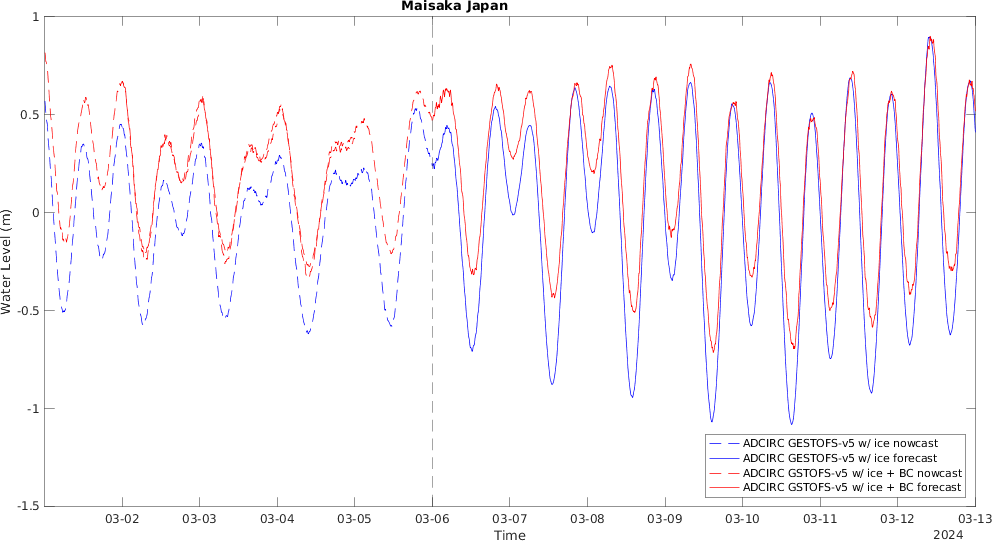 Maisaka Japan
Water Level (m)
1
0.5
0
-0.5
-1
-1.5
ADCIRC GESTOFS-v5 w/ ice nowcast
ADCIRC GESTOFS-v5 w/ ice forecast
ADCIRC GSTOFS-v5 w/ ice + BC nowcast
ADCIRC GSTOFS-v5 w/ ice + BC forecast
03-02 03-03 03-04 03-05 03-06 03-07 03-08 03-09 03-10 03-11 03-12 03-13
Time
2024